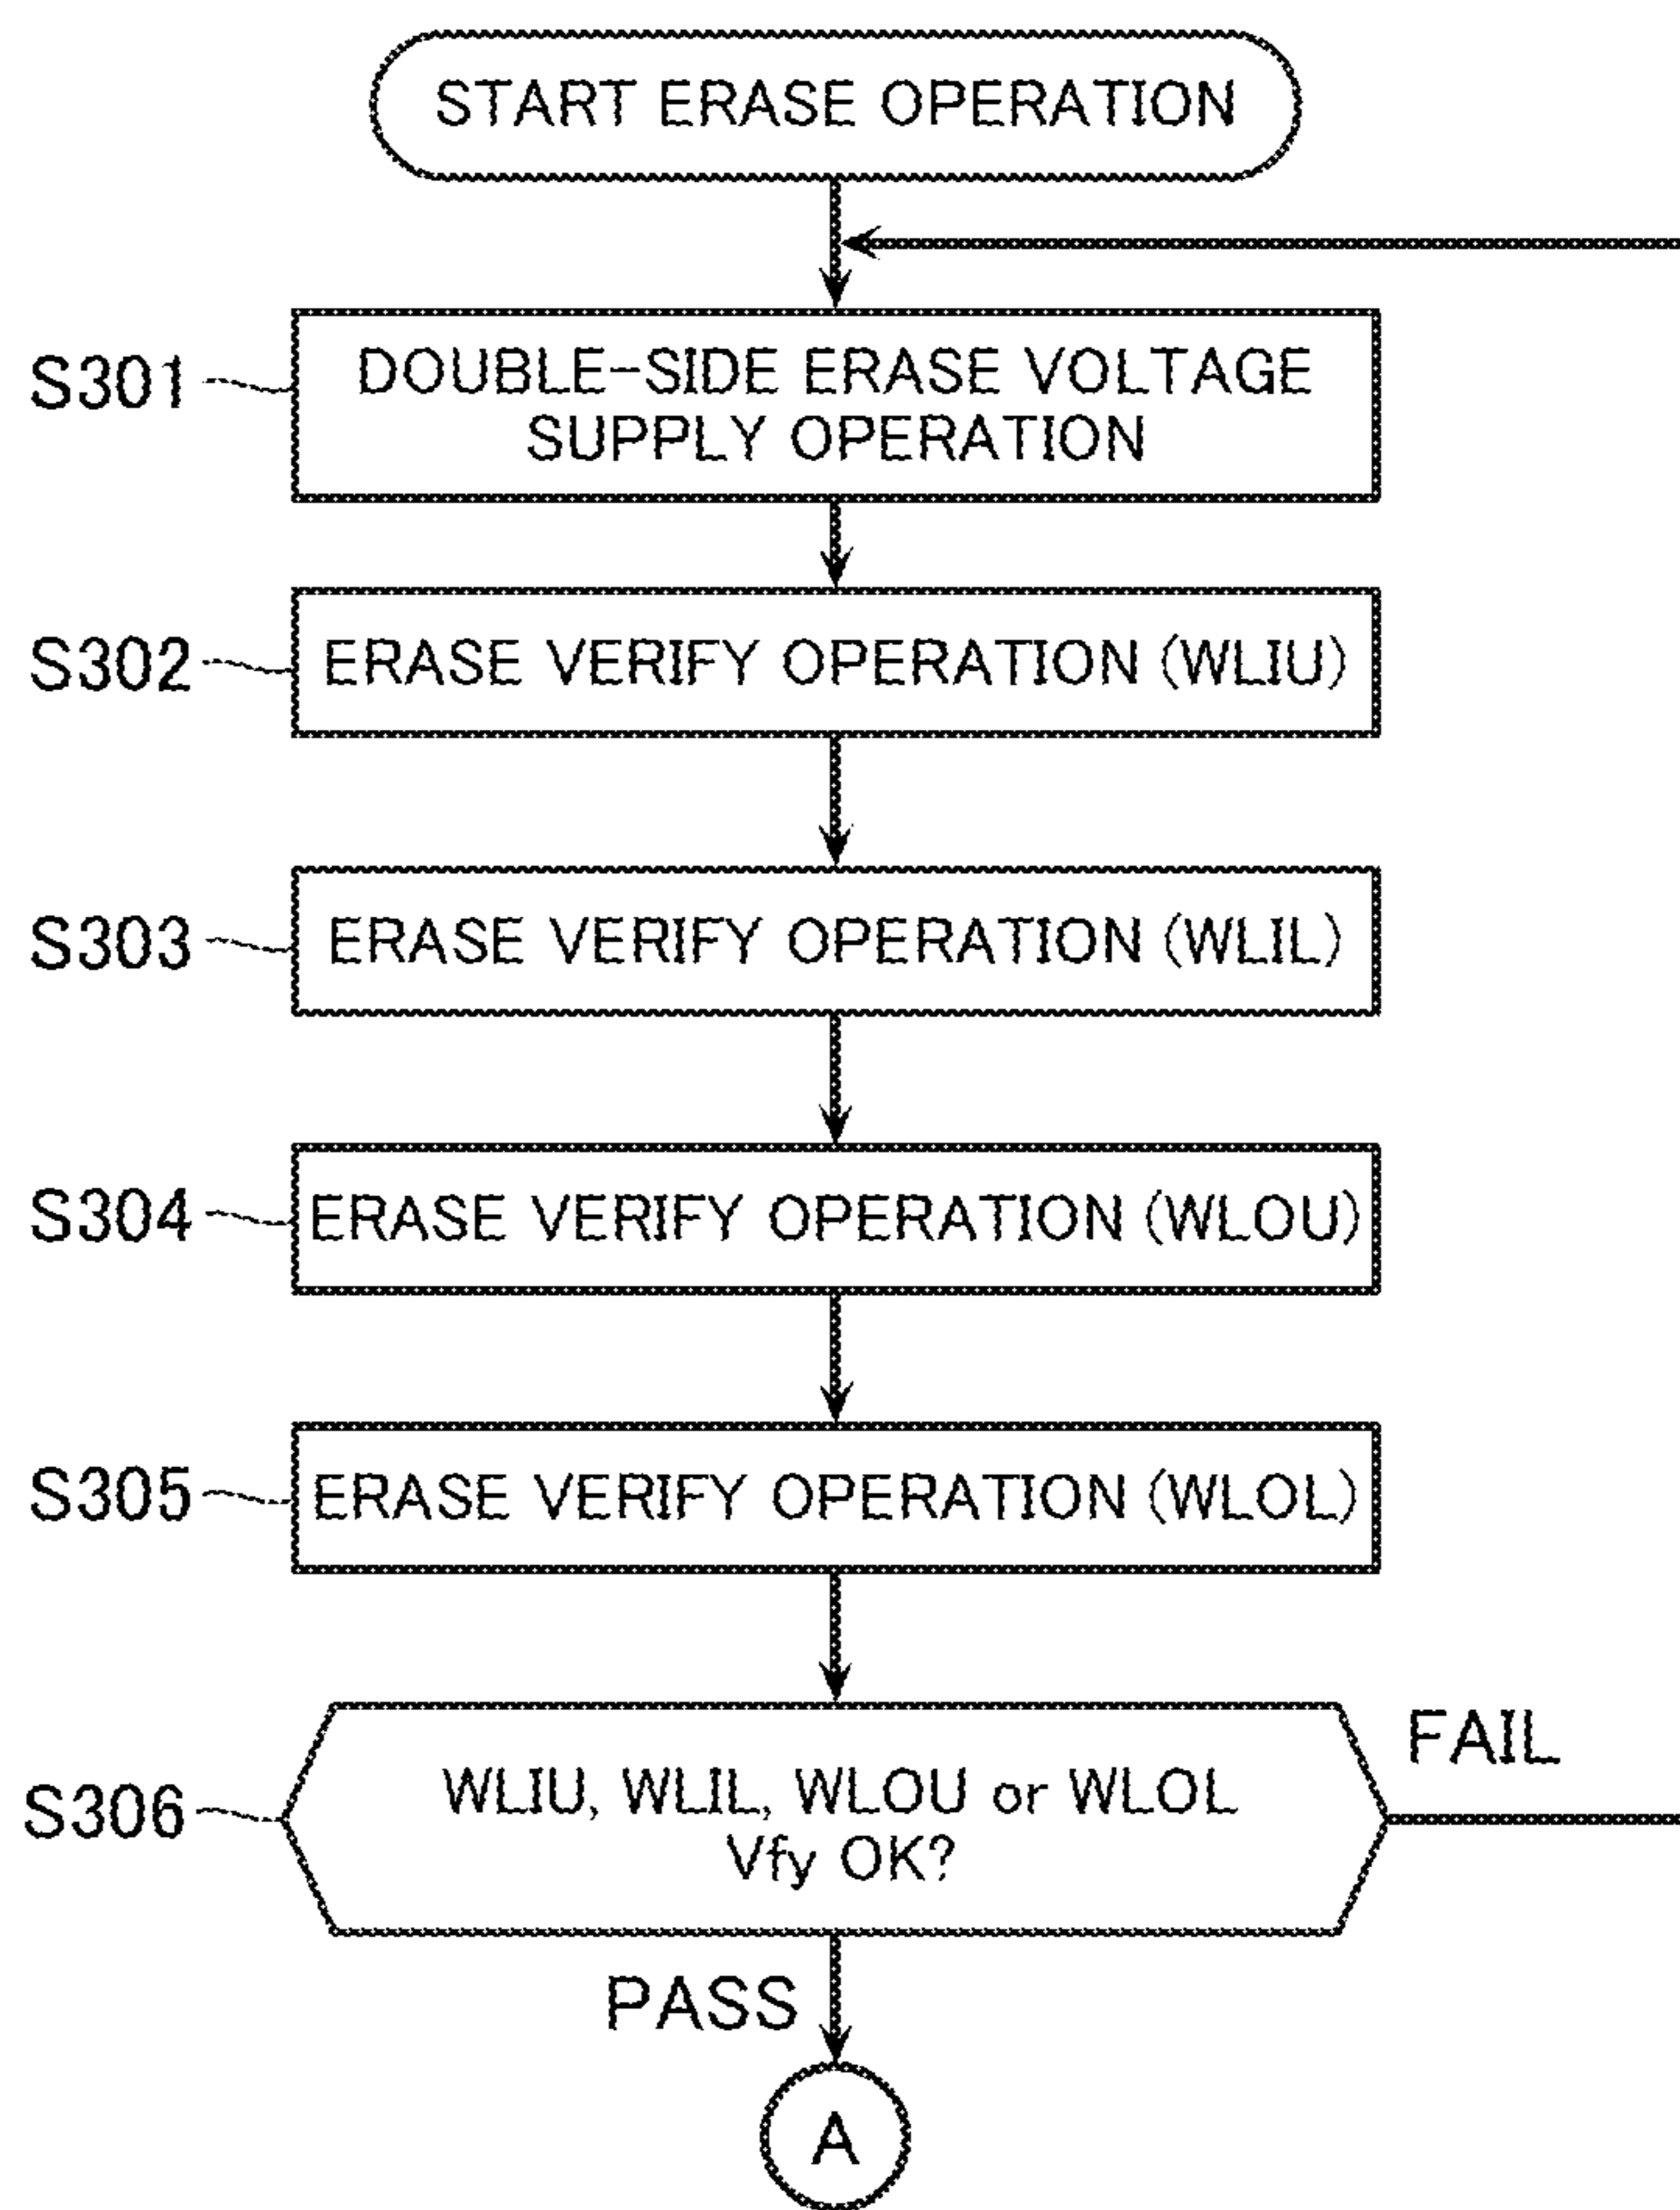 START ERASE OPERATION
S301
DOUBLE-SIDE ERASE VOLTAGE
SUPPLY OPERATION
S302
ERASE VERIFY OPERATION (WLIU)
S303
ERASE VERIFY OPERATION (WLIL)
S304
ERASE VERIFY OPERATION (WLOU)
S305
ERASE VERIFY OPERATION (WLOL)
S306
WLIU, WLIL, WLOU or WLOL
Vfy OK?
FAIL
PASS
A